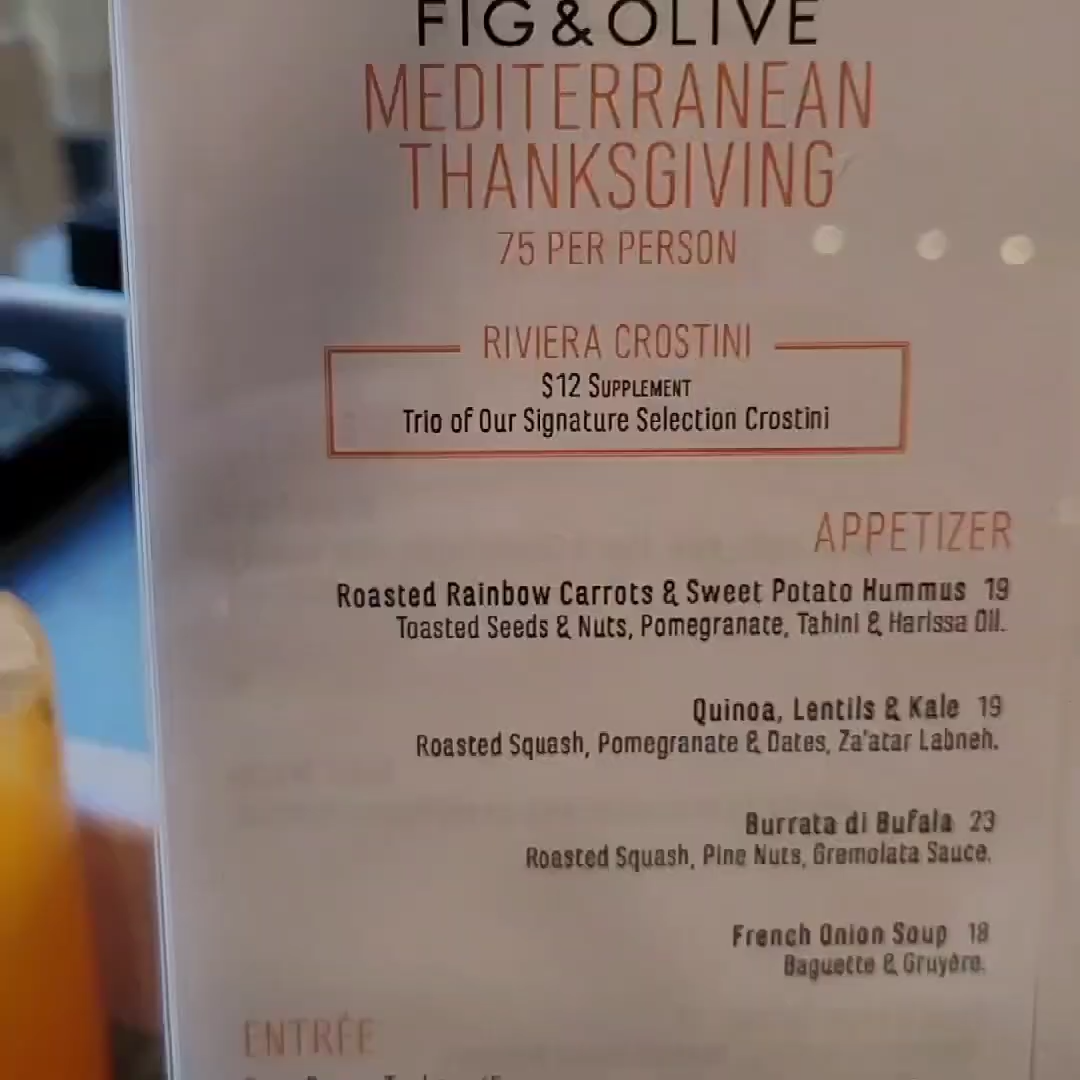 FIG & OLIVE
MEDITERRANEAN
THANKSGIVING
75 PER PERSON
RIVIERA CROSTINI
$12 SUPPLEMENT
Trio of Our Signature Selection Crostini
APPETIZER
Roasted Rainbow Carrots & Sweet Potato Hummus 19
Toasted Seeds & Nuts, Pomegranate, Tahini & Harissa Oil.
Quinoa, Lentils & Kale 19
Roasted Squash, Pomegranate & Dates, Za'atar Labneh.
Burrata di Bufala 23
Roasted Squash, Pine Nuts, Gremolata Sauce.
French Onion Soup 18
Baguette & Gruyère.
ENTRÉE